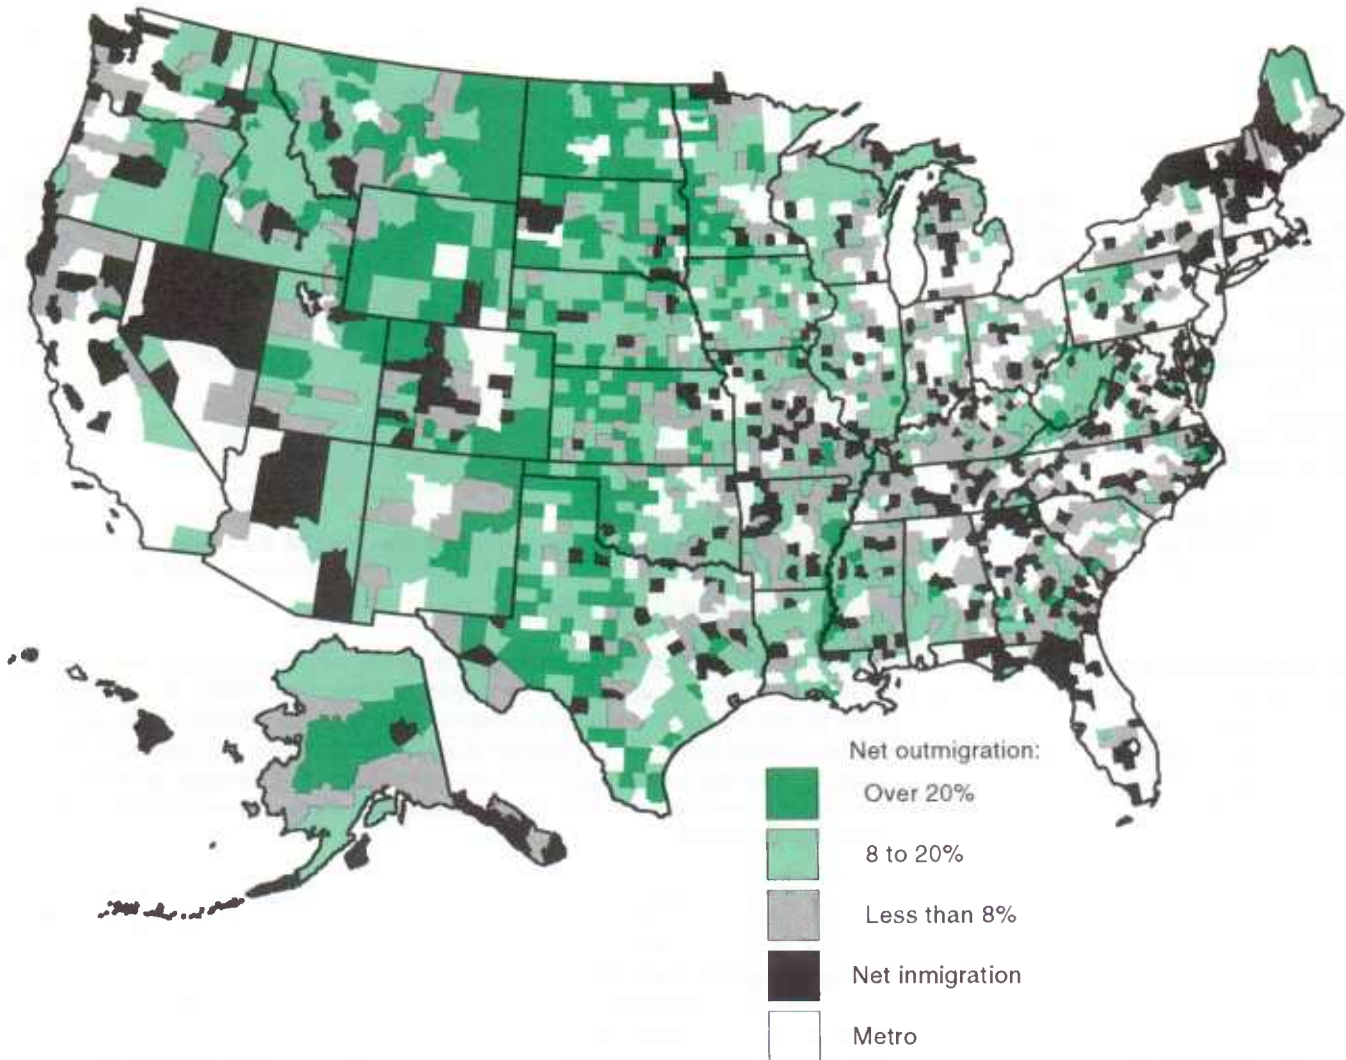 Net outmigration:
Over 20%
8 to 20%
Less than 8%
Net inmigration
Metro